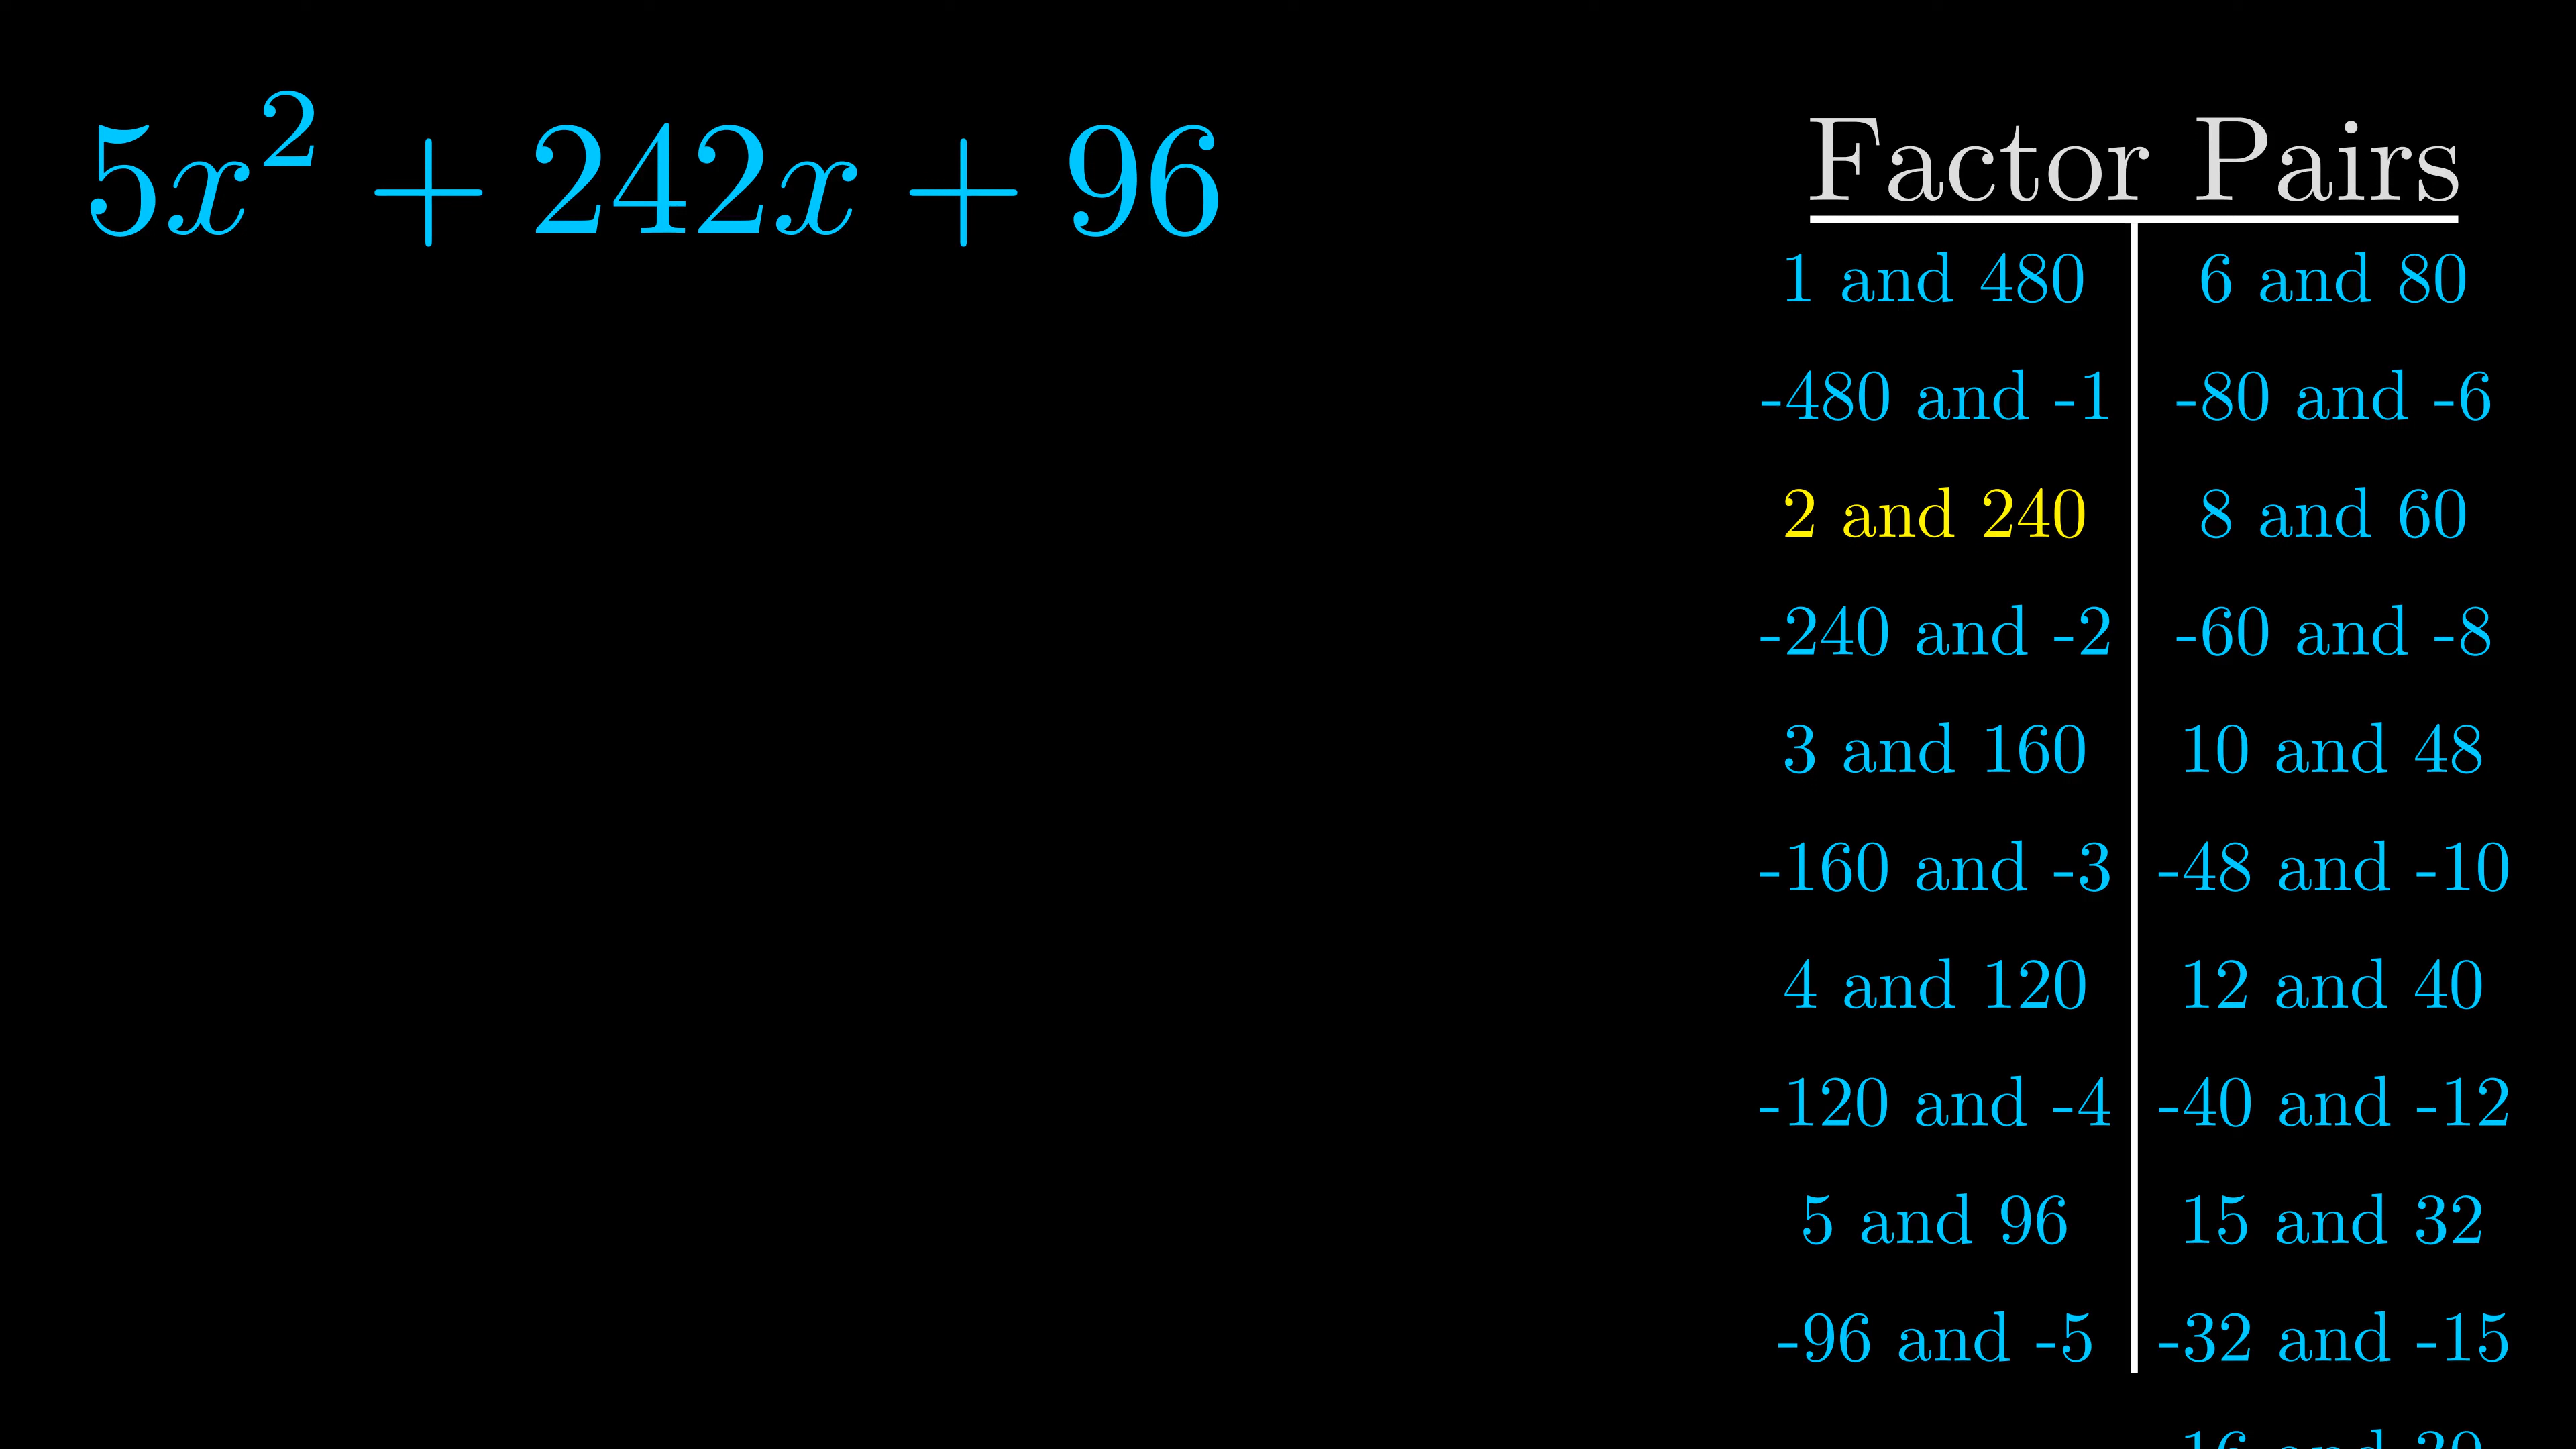 5x² + 242x + 96
Factor Pairs
1 and 480
-480 and -1
2 and 240
-240 and -2
3 and 160
-160 and -3
4 and 120
-120 and -4
5 and 96
-96 and -5
6 and 80
-80 and -6
8 and 60
-60 and -8
10 and 48
-48 and -10
12 and 40
-40 and -12
15 and 32
-32 and -15